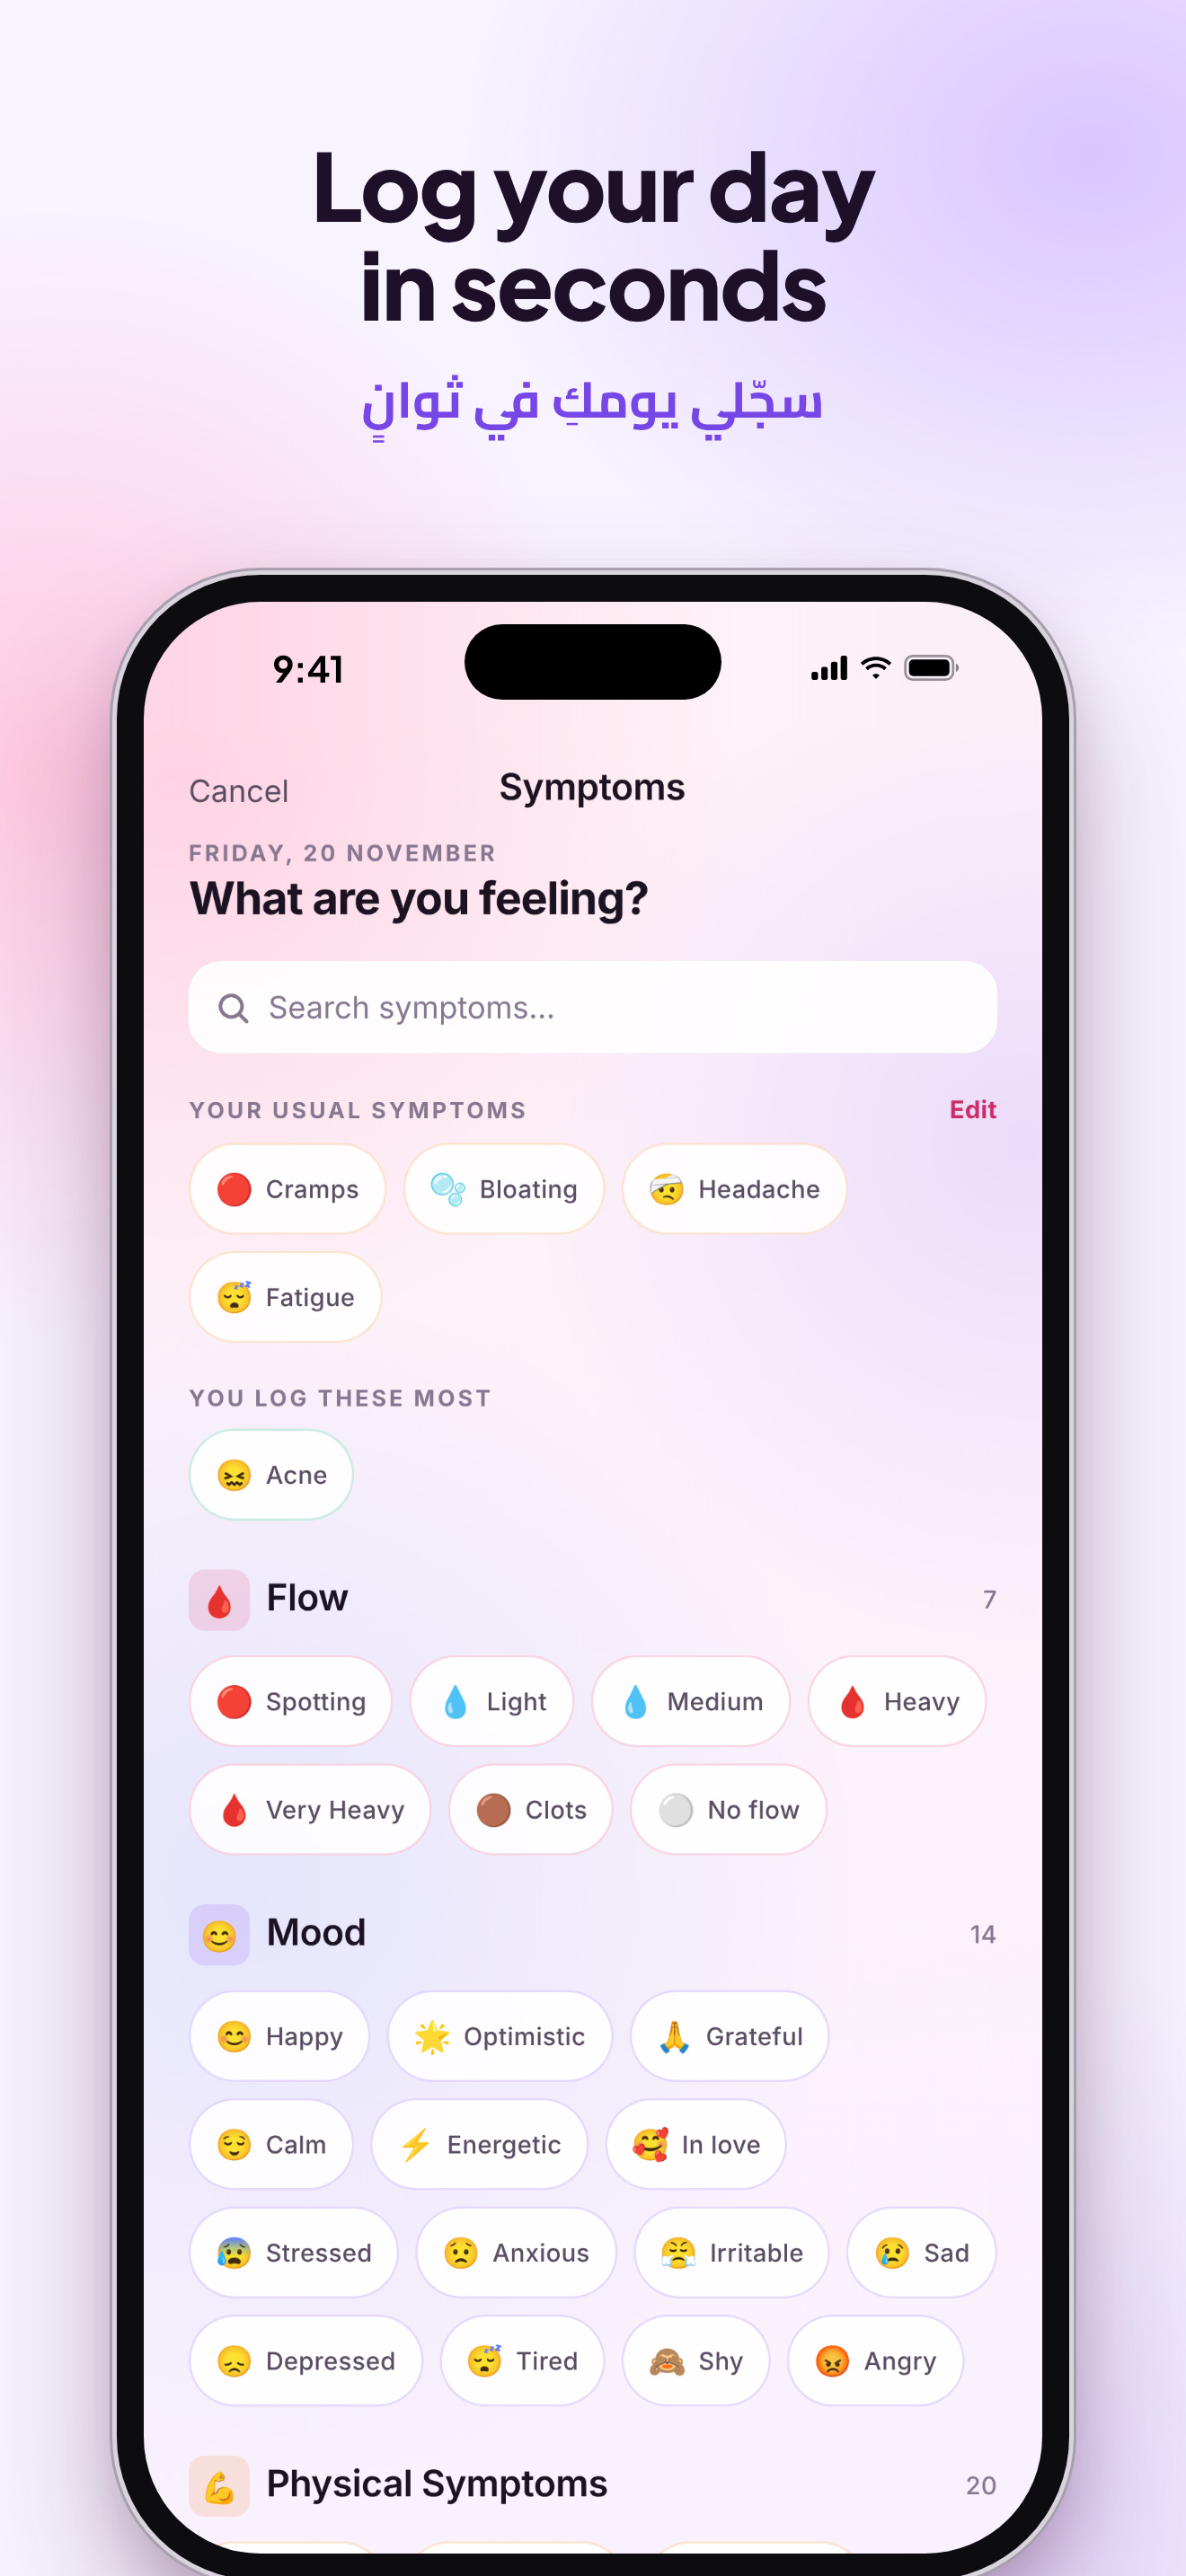 Log your day
in seconds
سجّلي يومكِ في ثوانٍ
9:41
Cancel
Symptoms
FRIDAY, 20 NOVEMBER
What are you feeling?
Search symptoms...
YOUR USUAL SYMPTOMS
Edit
Cramps
Bloating
Headache
Fatigue
YOU LOG THESE MOST
Acne
Flow
7
Spotting
Light
Medium
Heavy
Very Heavy
Clots
No flow
Mood
14
Happy
Optimistic
Grateful
Calm
Energetic
In love
Stressed
Anxious
Irritable
Sad
Depressed
Tired
Shy
Angry
Physical Symptoms
20